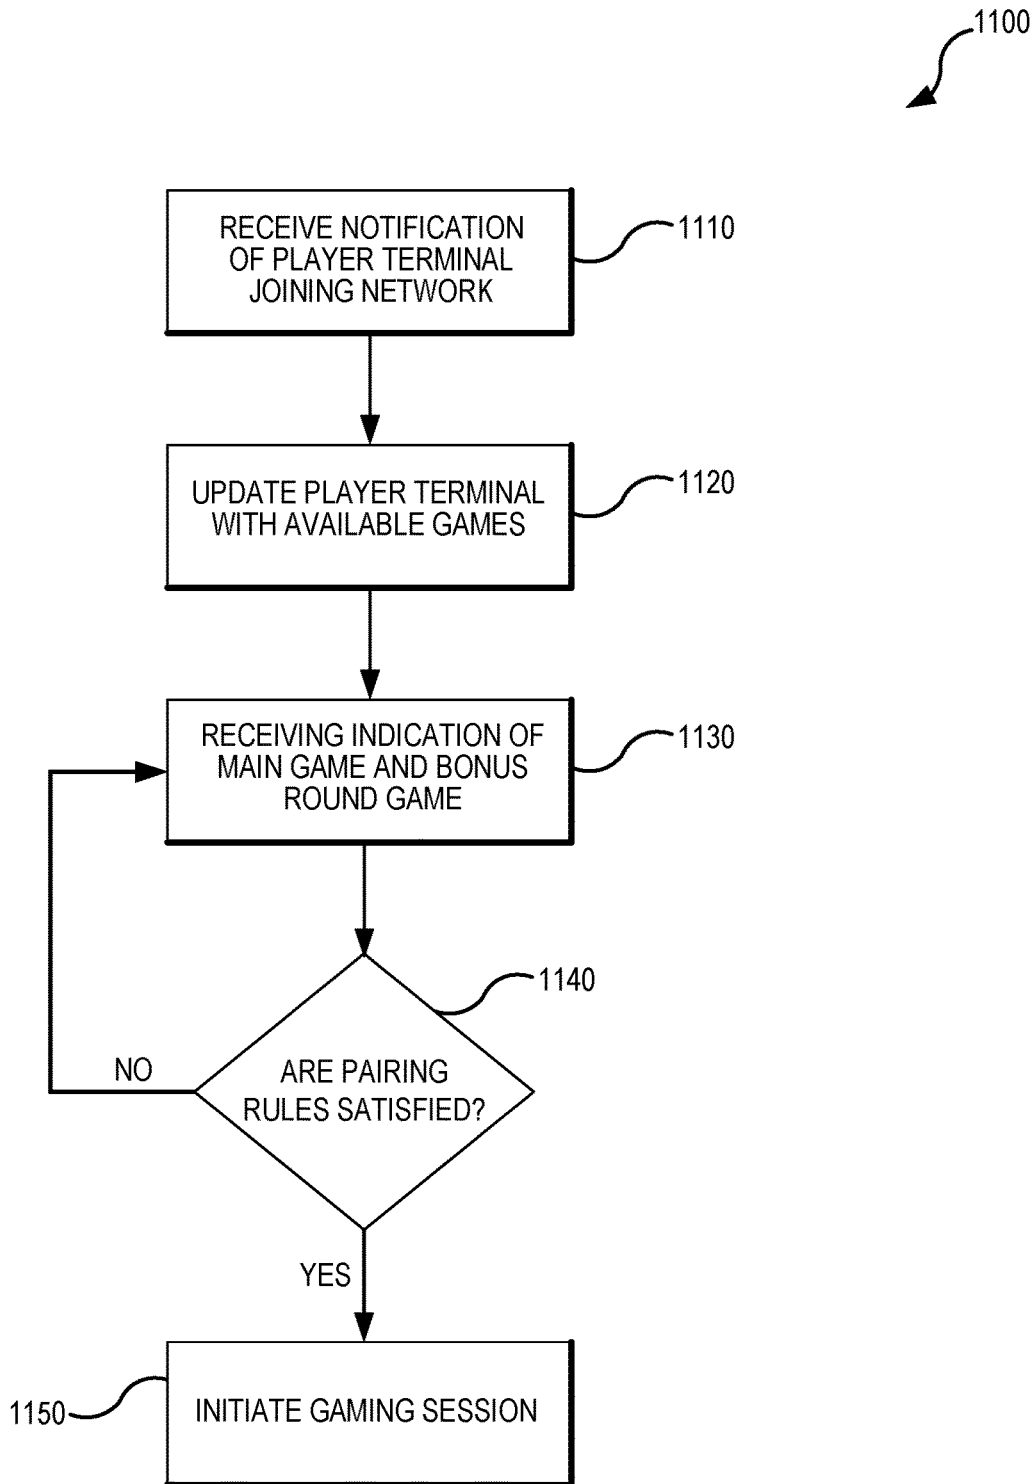 1100
RECEIVE NOTIFICATION
OF PLAYER TERMINAL
JOINING NETWORK
1110
UPDATE PLAYER TERMINAL
WITH AVAILABLE GAMES
1120
RECEIVING INDICATION OF
MAIN GAME AND BONUS
ROUND GAME
1130
1140
ARE PAIRING
RULES SATISFIED?
NO
YES
1150
INITIATE GAMING SESSION